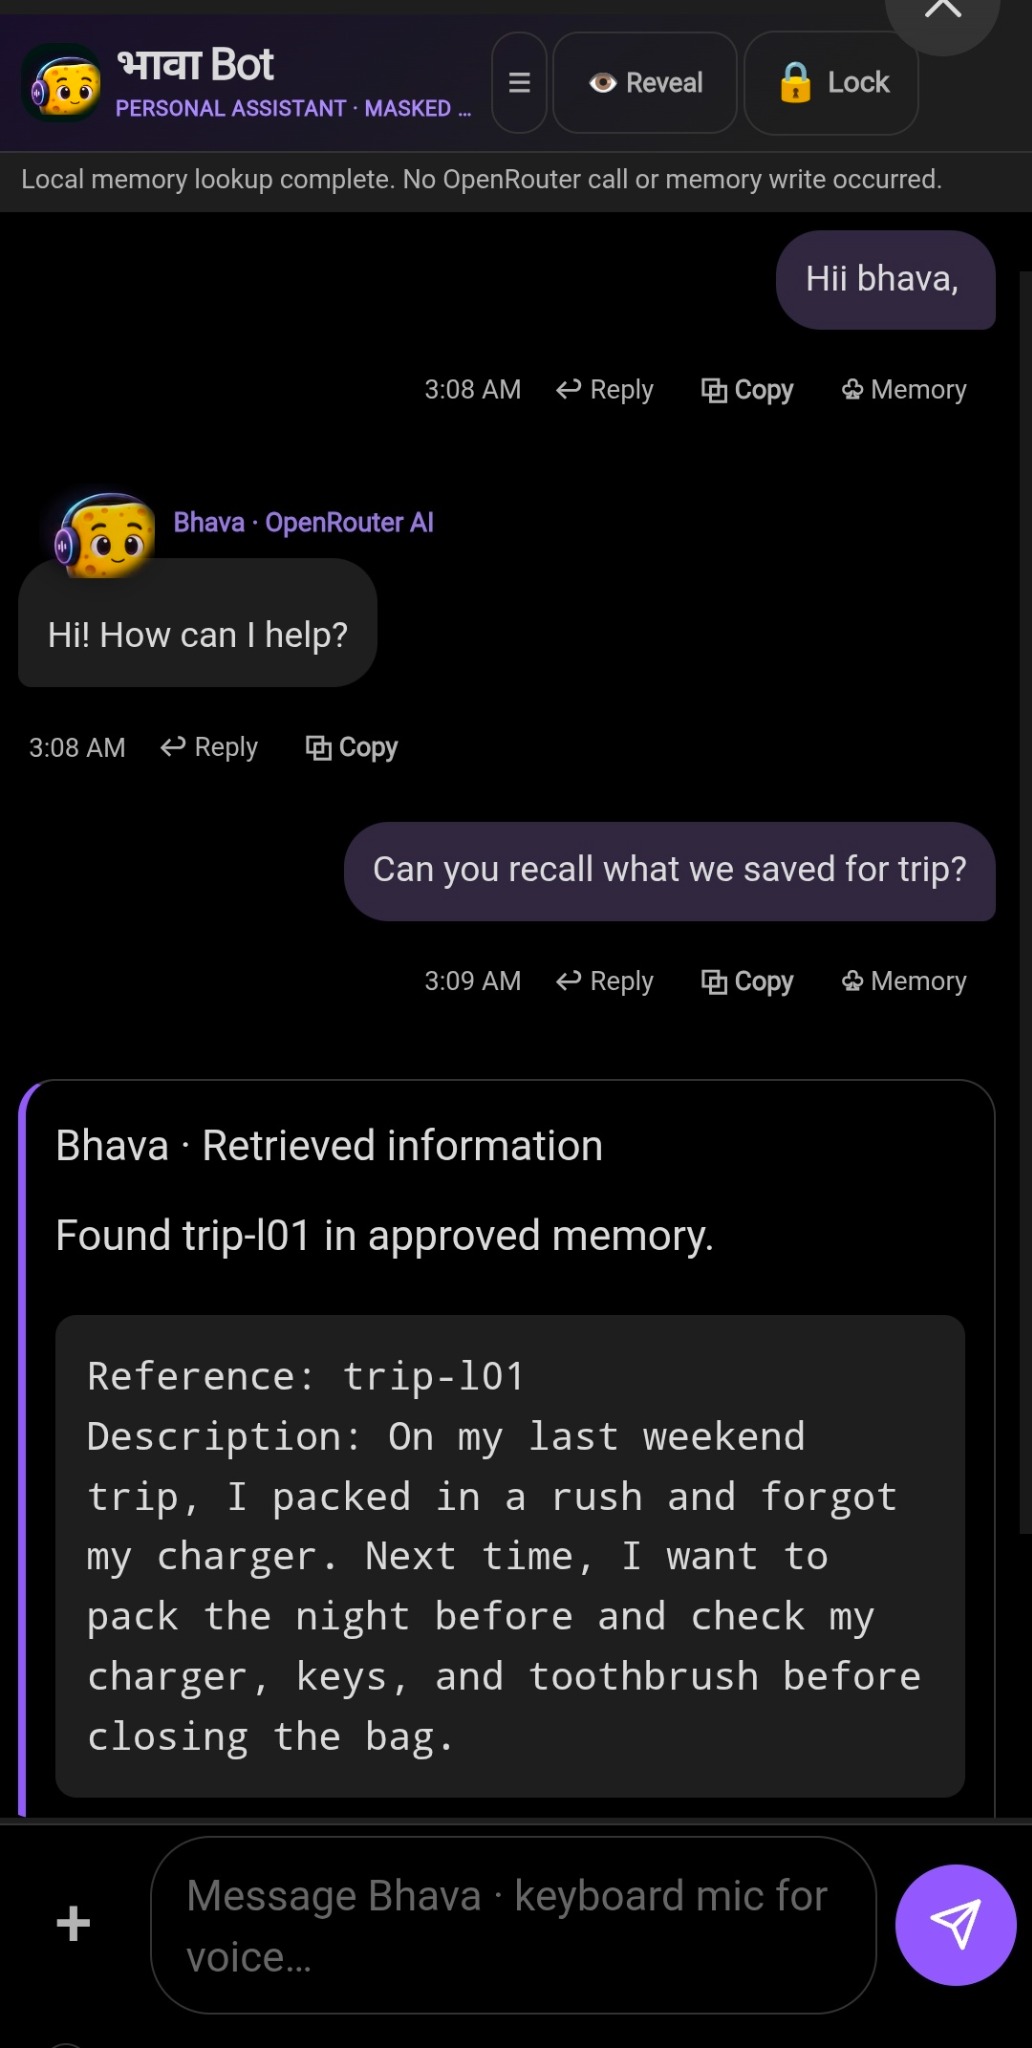 भावा Bot
PERSONAL ASSISTANT · MASKED ...
☰
Reveal
Lock
Local memory lookup complete. No OpenRouter call or memory write occurred.
Hii bhava,
3:08 AM Reply Copy Memory
Bhava · OpenRouter AI
Hi! How can I help?
3:08 AM Reply Copy
Can you recall what we saved for trip?
3:09 AM Reply Copy Memory
Bhava · Retrieved information
Found trip-l01 in approved memory.
Reference: trip-l01
Description: On my last weekend
trip, I packed in a rush and forgot
my charger. Next time, I want to
pack the night before and check my
charger, keys, and toothbrush before
closing the bag.
+
Message Bhava · keyboard mic for
voice...